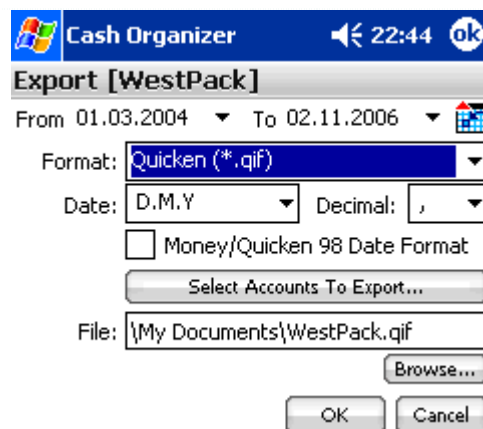 Cash Organizer 22:44 ok
Export [WestPack]
From 01.03.2004 To 02.11.2006
Format: Quicken (*.qif)
Date: D.M.Y Decimal: ,
Money/Quicken 98 Date Format
Select Accounts To Export...
File: \My Documents\WestPack.qif
Browse...
OK Cancel